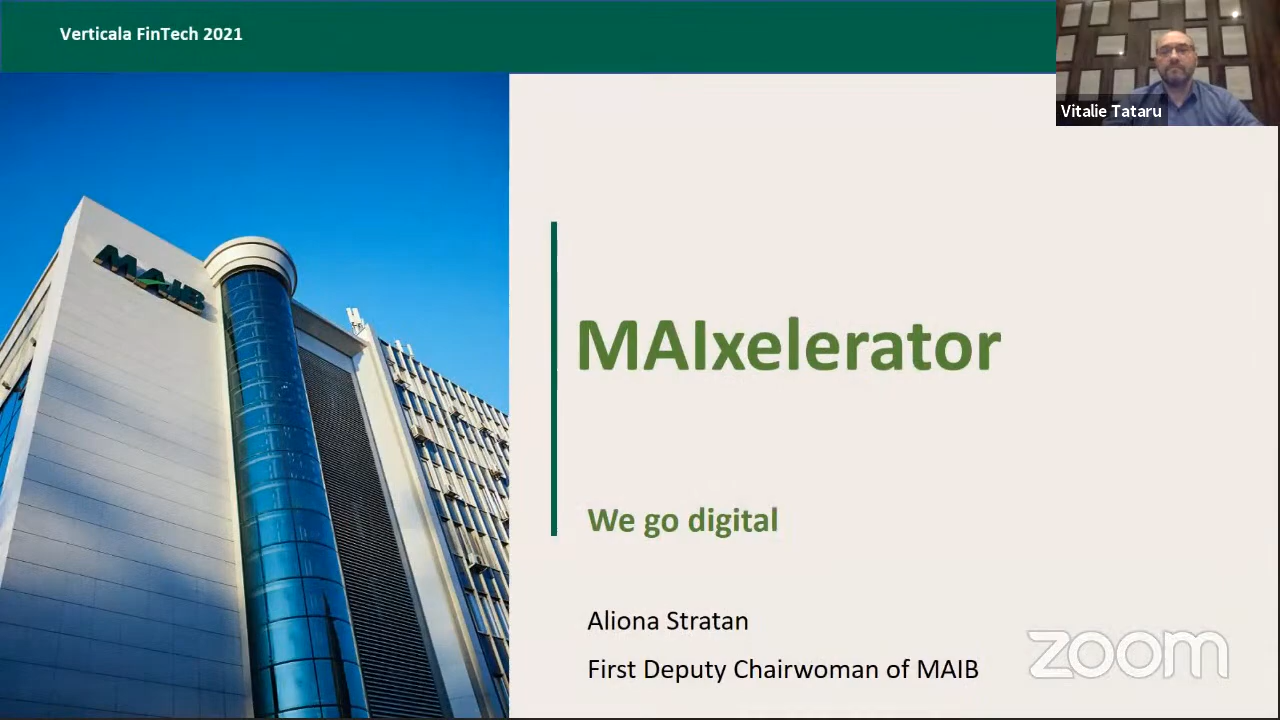 Verticala FinTech 2021
Vitalie Tataru
MAIB
MAIxelerator
We go digital
Aliona Stratan
First Deputy Chairwoman of MAIB
zoom